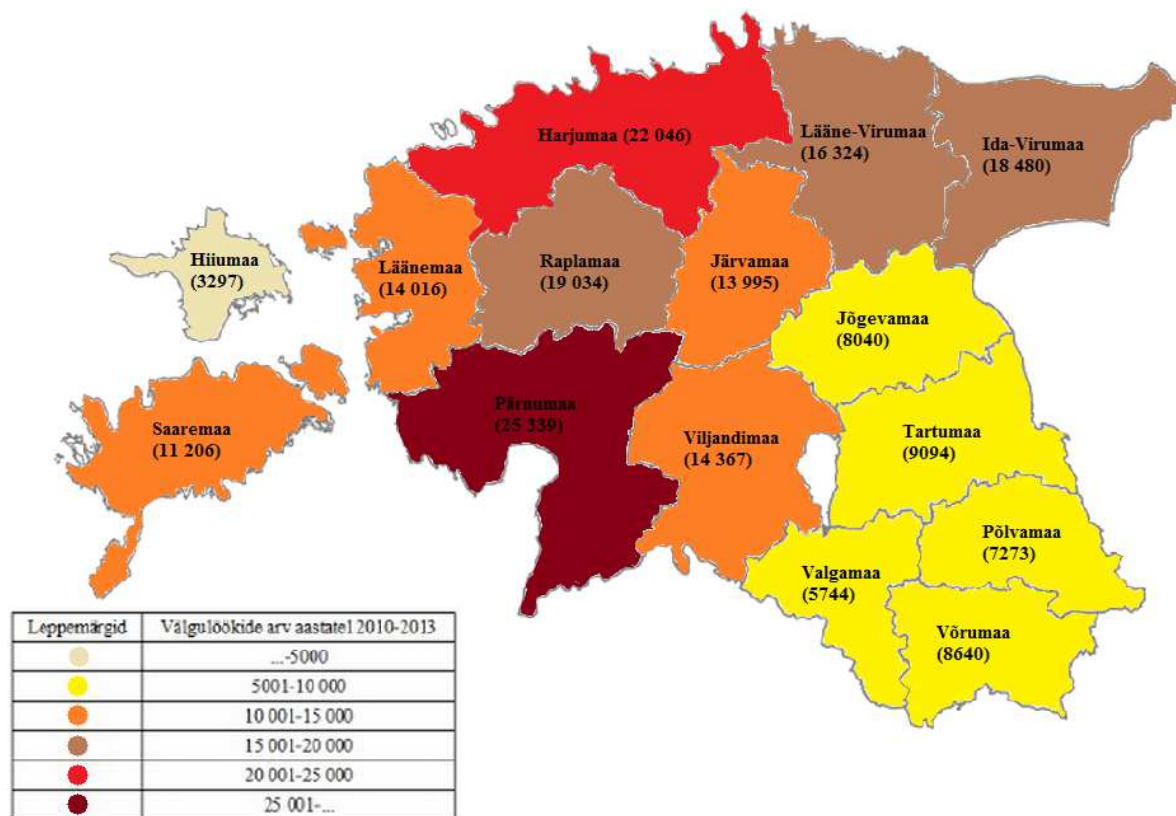 Harjumaa (22 046)
Lääne-Virumaa
(16 324)
Ida-Virumaa
(18 480)
Hiiumaa
(3297)
Läänemaa
(14 016)
Raplamaa
(19 034)
Järvamaa
(13 995)
Jõgevamaa
(8040)
Saaremaa
(11 206)
Pärnumaa
(25 339)
Viljandimaa
(14 367)
Tartumaa
(9094)
Põlvamaa
(7273)
Valgamaa
(5744)
Võrumaa
(8640)
Leppemärgid Välgulöökide arv aastatel 2010-2013
...-5000
5001-10 000
10 001-15 000
15 001-20 000
20 001-25 000
25 001-...